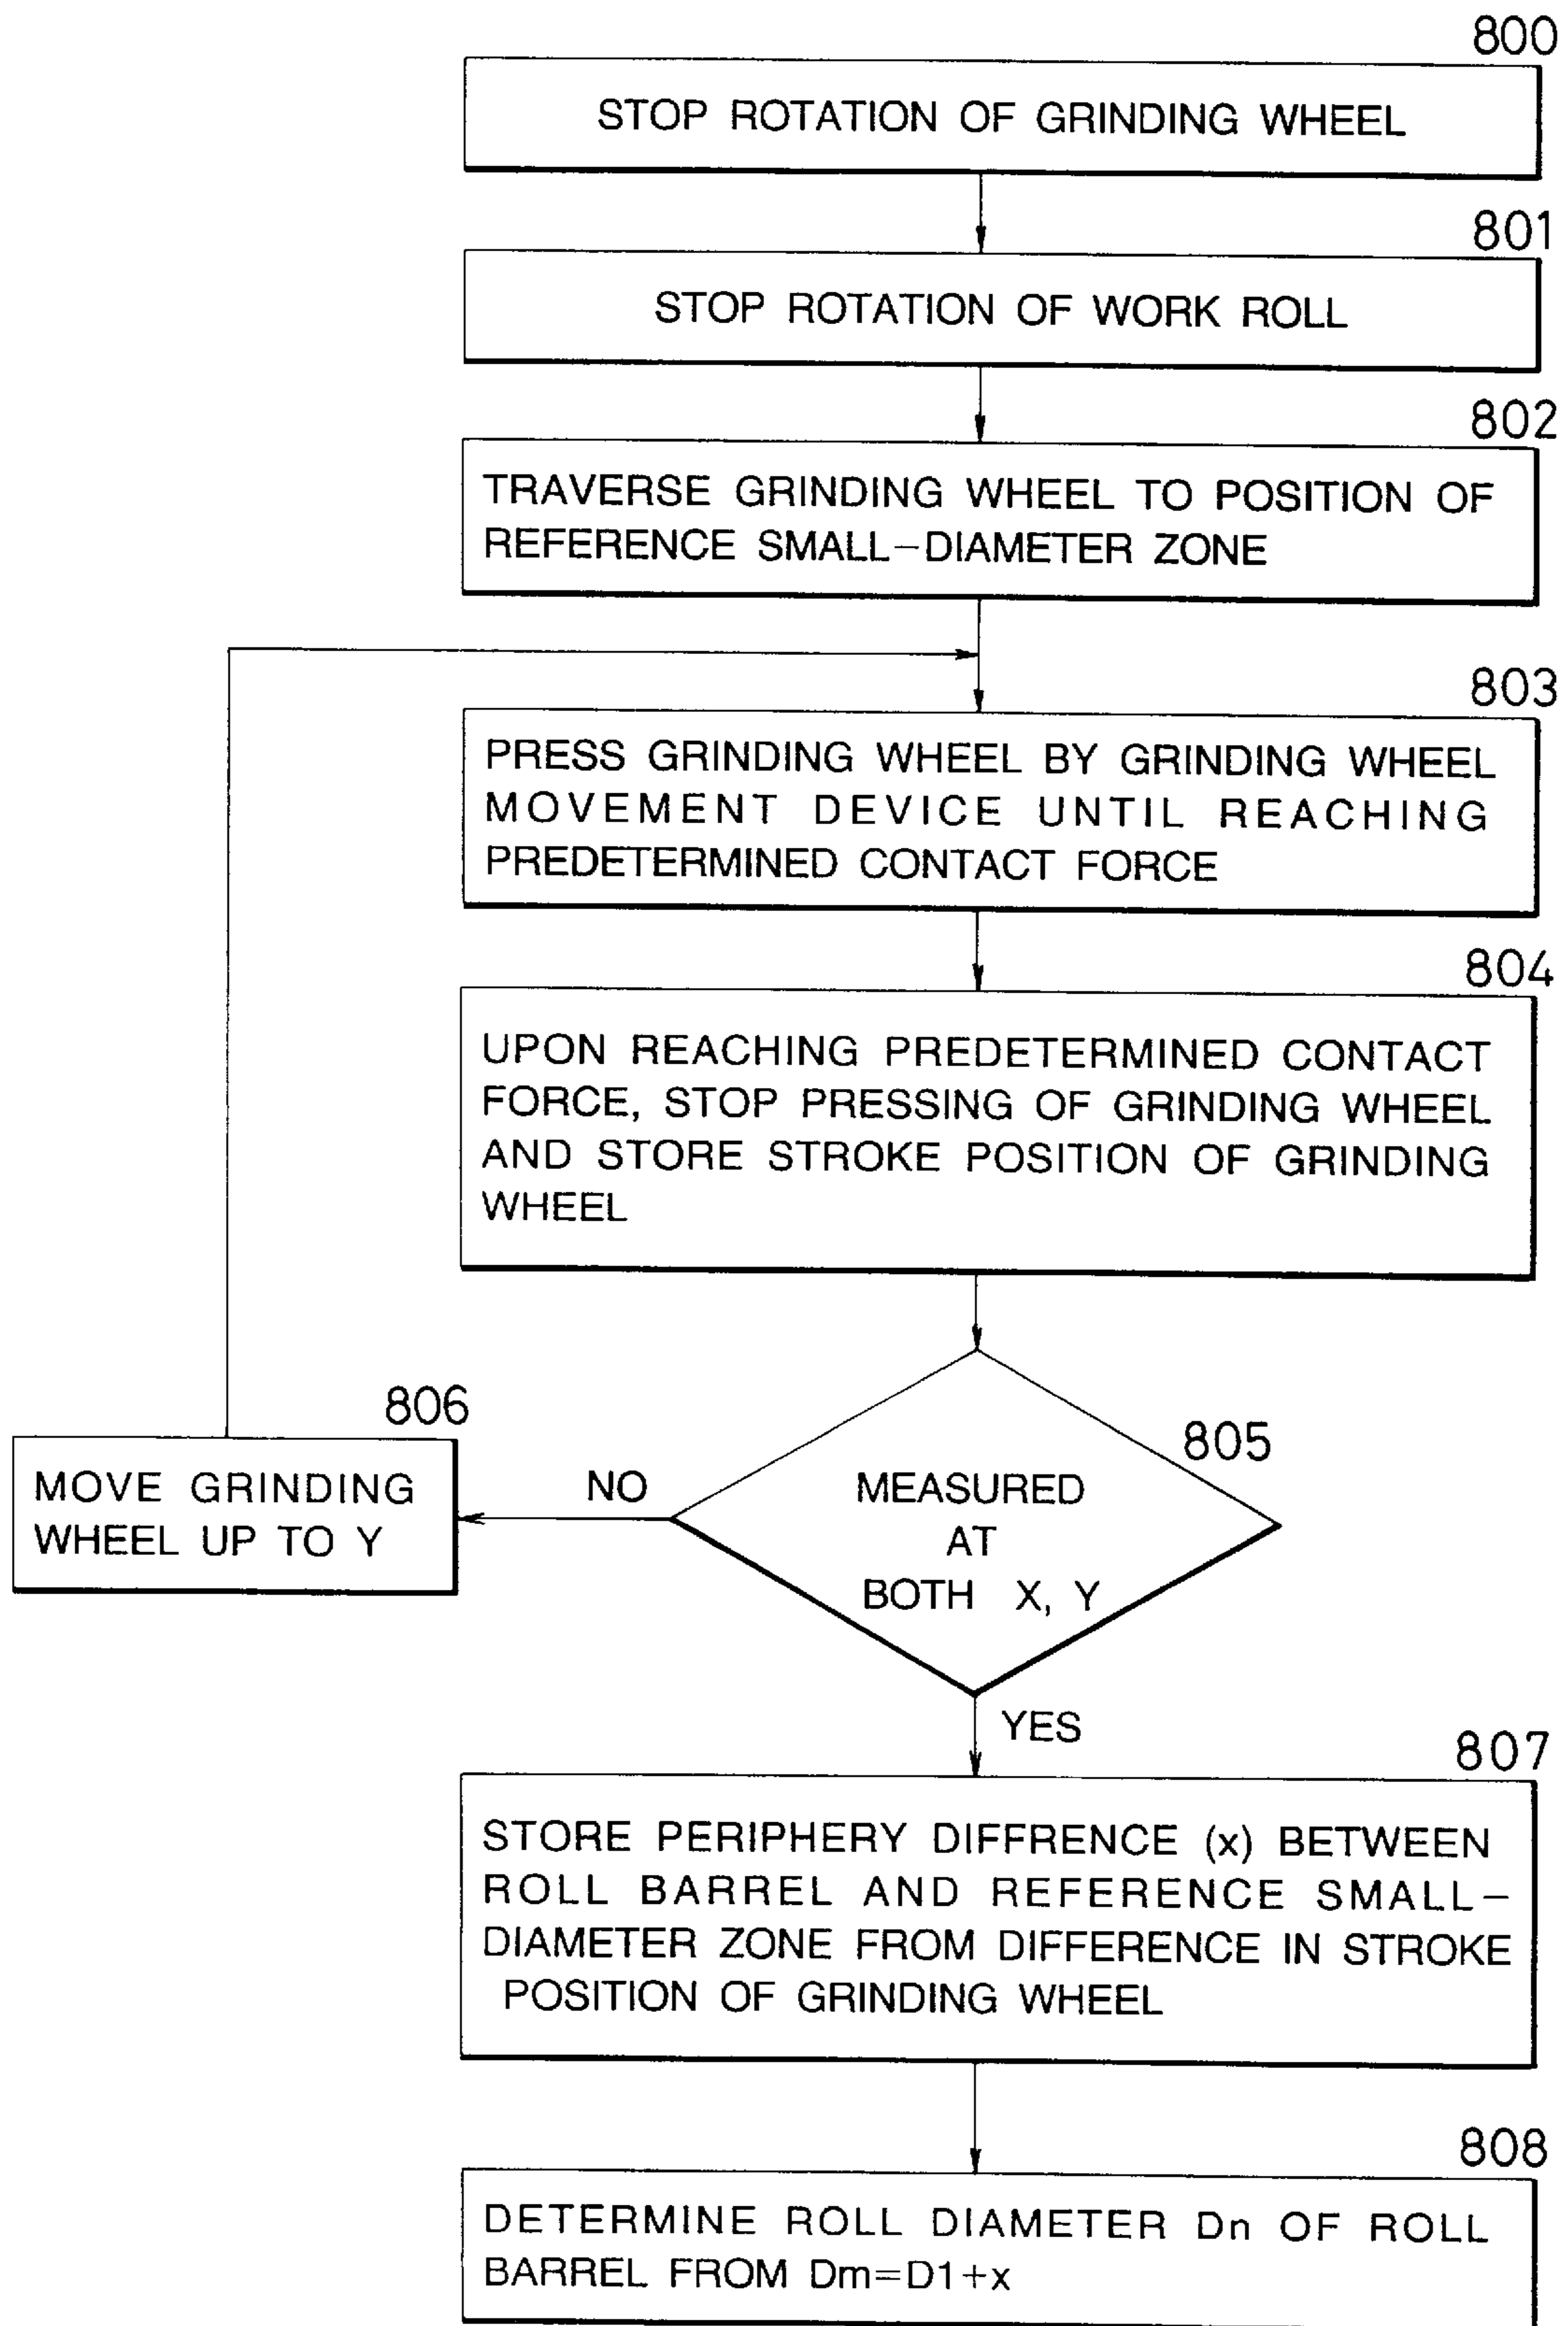 800
STOP ROTATION OF GRINDING WHEEL
801
STOP ROTATION OF WORK ROLL
802
TRAVERSE GRINDING WHEEL TO POSITION OF
REFERENCE SMALL-DIAMETER ZONE
803
PRESS GRINDING WHEEL BY GRINDING WHEEL
MOVEMENT DEVICE UNTIL REACHING
PREDETERMINED CONTACT FORCE
804
UPON REACHING PREDETERMINED CONTACT
FORCE, STOP PRESSING OF GRINDING WHEEL
AND STORE STROKE POSITION OF GRINDING
WHEEL
805
MEASURED
AT
BOTH X, Y
NO
806
MOVE GRINDING
WHEEL UP TO Y
YES
807
STORE PERIPHERY DIFFRENCE (x) BETWEEN
ROLL BARREL AND REFERENCE SMALL-
DIAMETER ZONE FROM DIFFERENCE IN STROKE
POSITION OF GRINDING WHEEL
808
DETERMINE ROLL DIAMETER Dn OF ROLL
BARREL FROM Dm=D1+x